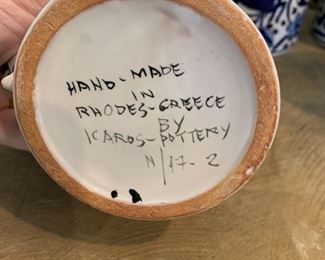 HAND-MADE
IN
RHODES-GREECE
BY
ICAROS-POTTERY
N/17-2